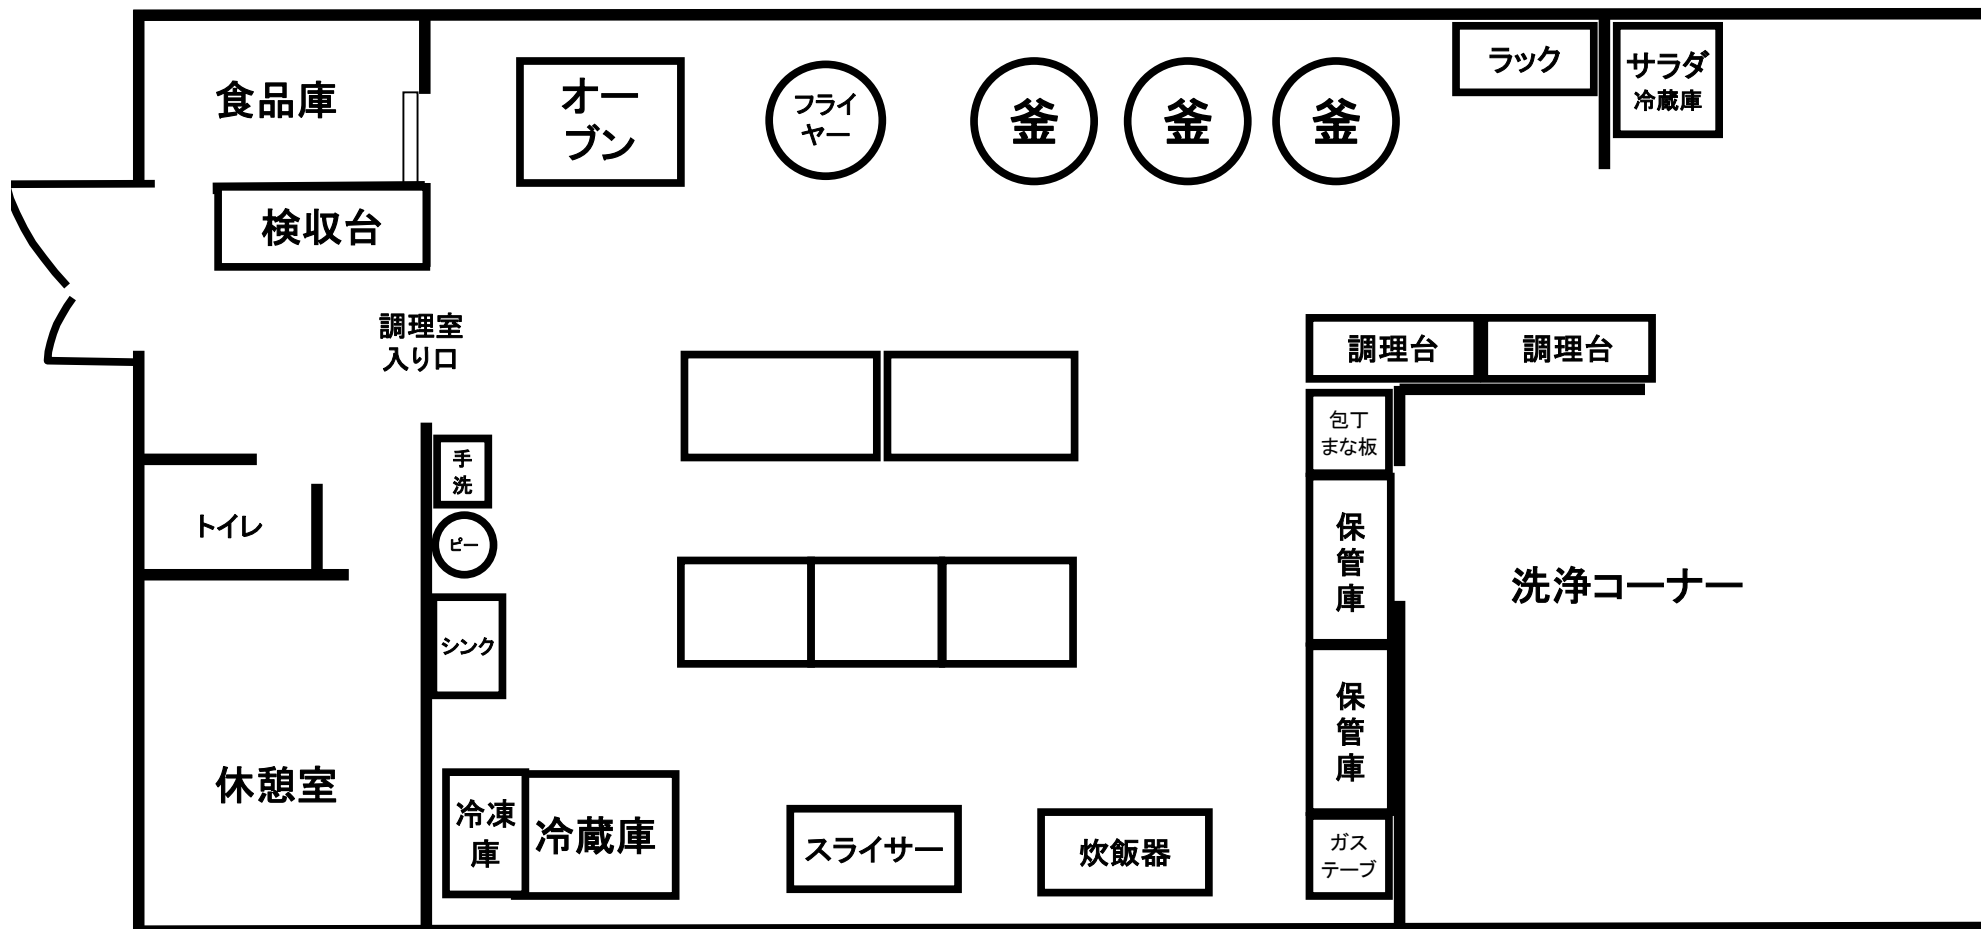 食品庫
検収台
オー
ブン
フライ
ヤー
釜
釜
釜
ラック
サラダ
冷蔵庫
調理室
入り口
調理台
調理台
包丁
まな板
手
洗
ピー
シンク
トイレ
休憩室
保
管
庫
保
管
庫
洗浄コーナー
冷凍
庫
冷蔵庫
スライサー
炊飯器
ガス
テーブ